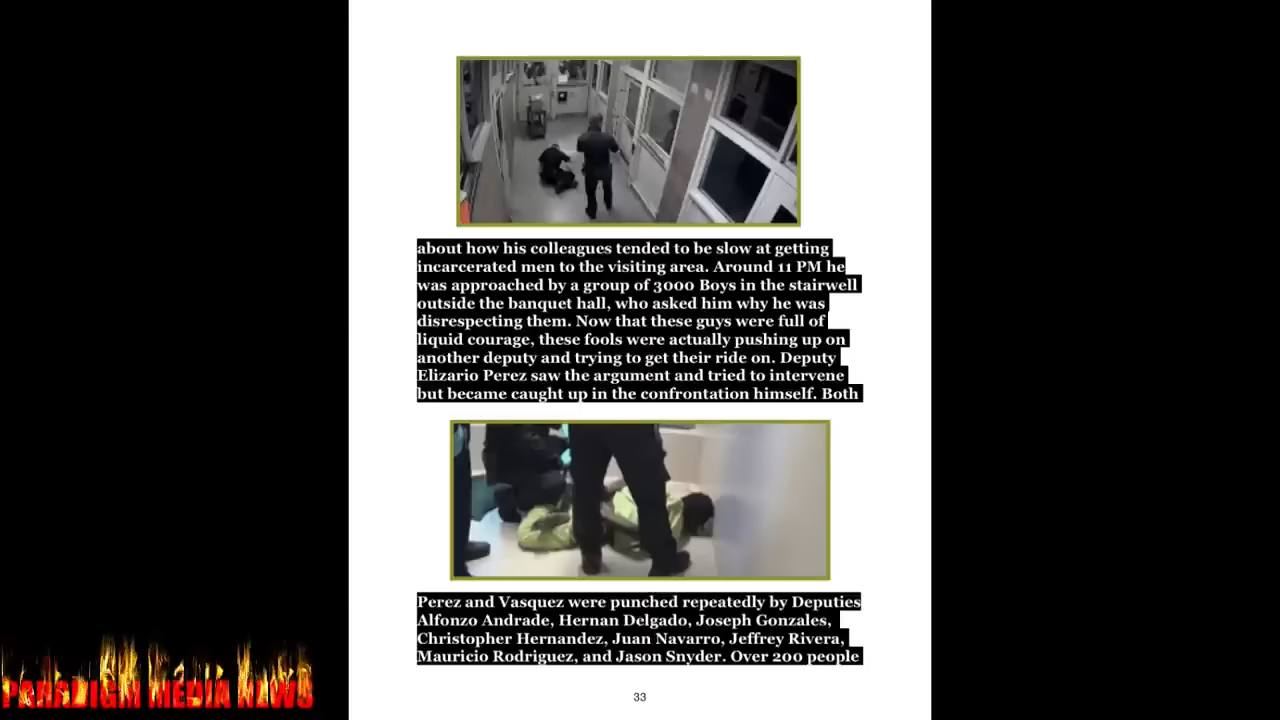 about how his colleagues tended to be slow at getting
incarcerated men to the visiting area. Around 11 PM he
was approached by a group of 3000 Boys in the stairwell
outside the banquet hall, who asked him why he was
disrespecting them. Now that these guys were full of
liquid courage, these fools were actually pushing up on
another deputy and trying to get their ride on. Deputy
Elizario Perez saw the argument and tried to intervene
but became caught up in the confrontation himself. Both
Perez and Vasquez were punched repeatedly by Deputies
Alfonzo Andrade, Hernan Delgado, Joseph Gonzales,
Christopher Hernandez, Juan Navarro, Jeffrey Rivera,
Mauricio Rodriguez, and Jason Snyder. Over 200 people
33
PARADIGM MEDIA NEWS